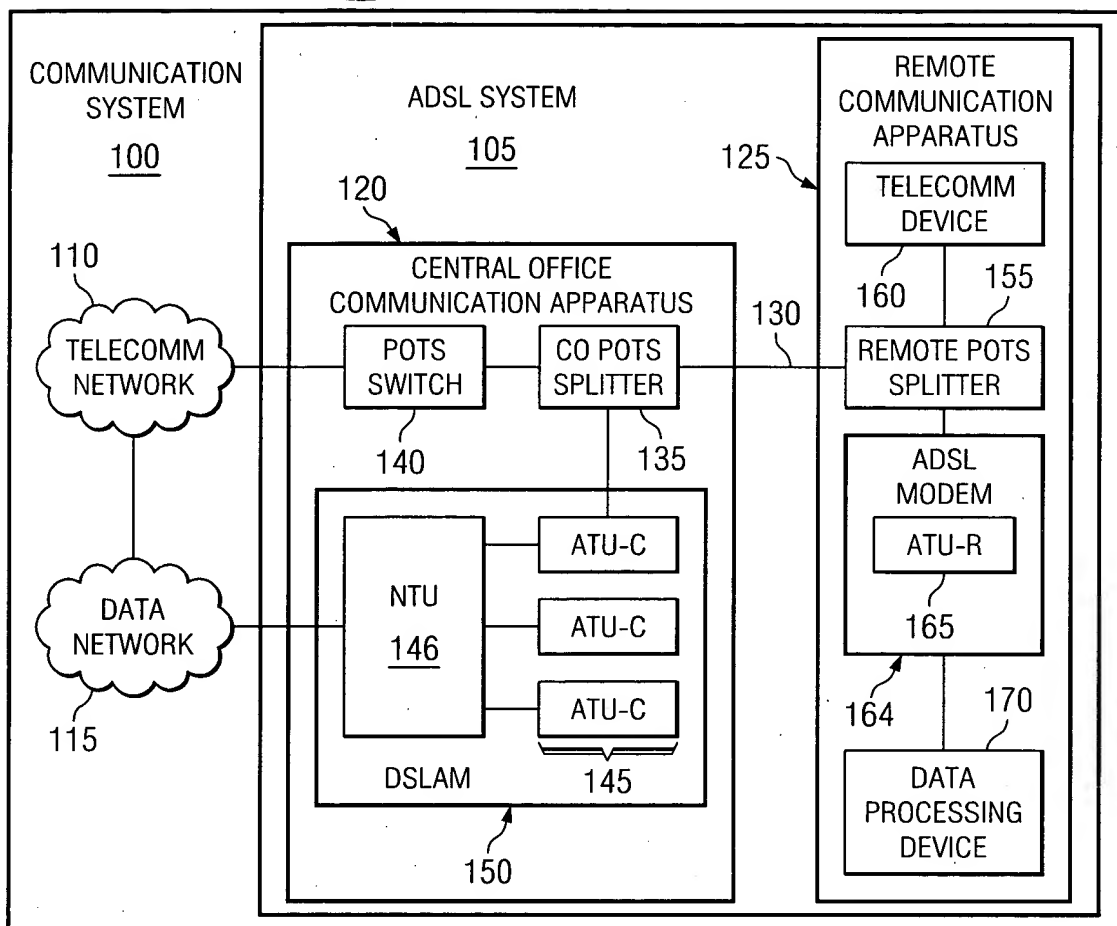 COMMUNICATION
SYSTEM
100
ADSL SYSTEM
105
REMOTE
COMMUNICATION
APPARATUS
125
TELECOMM
DEVICE
160
120
CENTRAL OFFICE
COMMUNICATION APPARATUS
110
TELECOMM
NETWORK
POTS
SWITCH
140
CO POTS
SPLITTER
135
130
155
REMOTE POTS
SPLITTER
ADSL
MODEM
ATU-R
165
164
DATA
NETWORK
115
NTU
146
ATU-C
ATU-C
ATU-C
145
DSLAM
150
170
DATA
PROCESSING
DEVICE